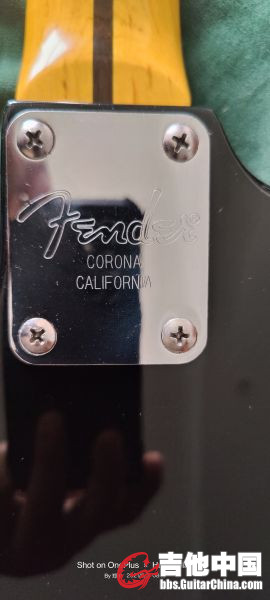 Fender
CORONA
CALIFORNIA
Shot on OnePlus
吉他中国
bbs.GuitarChina.com